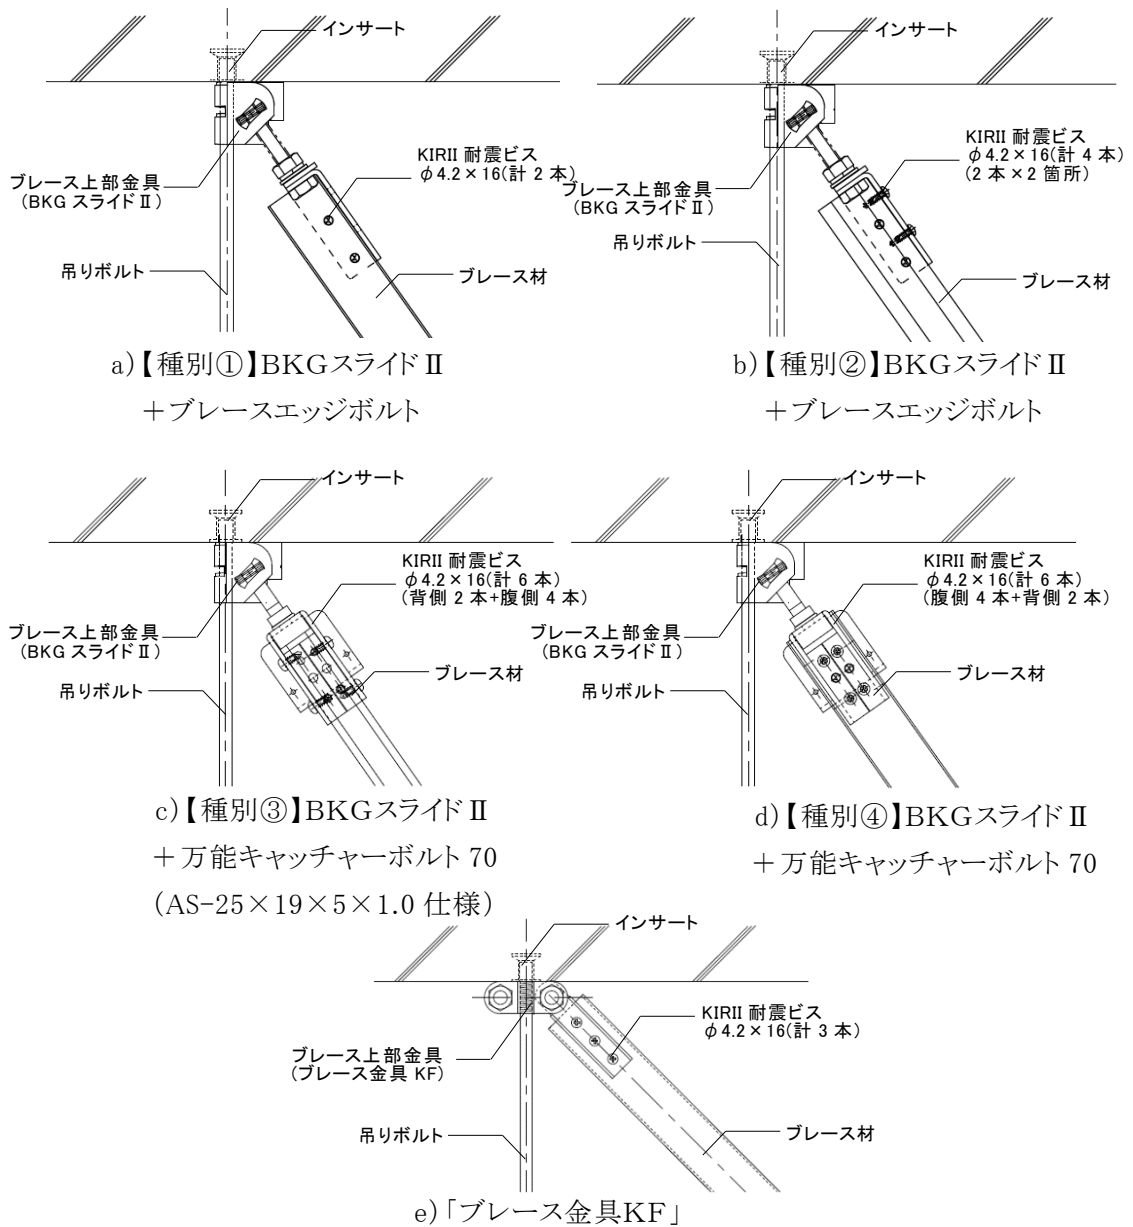 インサート
KIRII 耐震ビス
φ4.2×16(計 2 本)
ブレース上部金具
(BKG スライドⅡ)
吊りボルト
ブレース材
a)【種別①】BKGスライドⅡ
＋ブレースエッジボルト
インサート
KIRII 耐震ビス
φ4.2×16(計 4 本)
(2 本×2 箇所)
ブレース上部金具
(BKG スライドⅡ)
吊りボルト
ブレース材
b)【種別②】BKGスライドⅡ
＋ブレースエッジボルト
インサート
KIRII 耐震ビス
φ4.2×16(計 6 本)
(背側 2 本+腹側 4 本)
ブレース上部金具
(BKG スライドⅡ)
ブレース材
吊りボルト
c)【種別③】BKGスライドⅡ
＋万能キャッチャーボルト 70
(AS-25×19×5×1.0 仕様)
インサート
KIRII 耐震ビス
φ4.2×16(計 6 本)
(腹側 4 本+背側 2 本)
ブレース上部金具
(BKG スライドⅡ)
ブレース材
吊りボルト
d)【種別④】BKGスライドⅡ
＋万能キャッチャーボルト 70
インサート
KIRII 耐震ビス
φ4.2×16(計 3 本)
ブレース上部金具
(ブレース金具 KF)
吊りボルト
ブレース材
e)「ブレース金具KF」